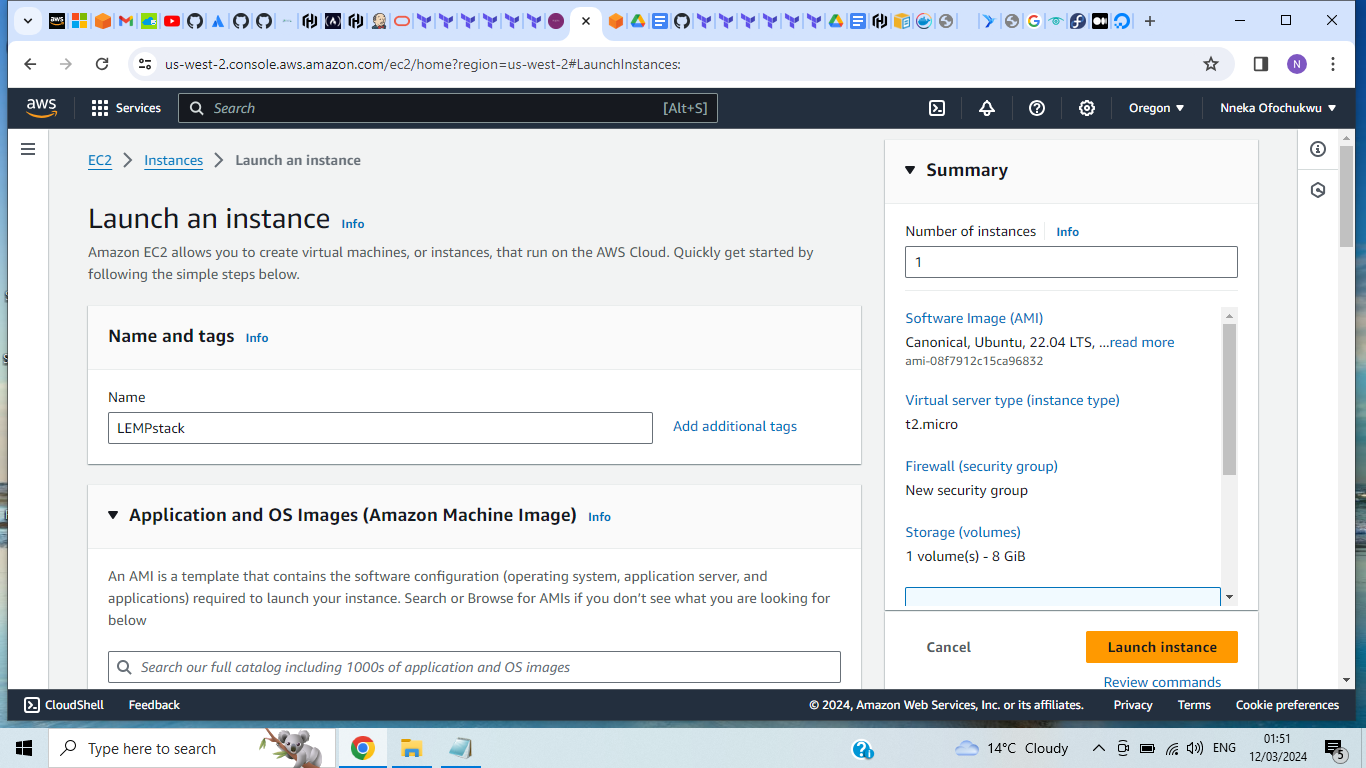 us-west-2.console.aws.amazon.com/ec2/home?region=us-west-2#LaunchInstances:
N
aws
Services
Search
[Alt+S]
Oregon
Nneka Ofochukwu
EC2
Instances
Launch an instance
Launch an instance
Info
Amazon EC2 allows you to create virtual machines, or instances, that run on the AWS Cloud. Quickly get started by
following the simple steps below.
Name and tags
Info
Name
LEMPstack
Add additional tags
Application and OS Images (Amazon Machine Image)
Info
An AMI is a template that contains the software configuration (operating system, application server, and
applications) required to launch your instance. Search or Browse for AMIs if you don't see what you are looking for
below
Search our full catalog including 1000s of application and OS images
Summary
Number of instances
Info
1
Software Image (AMI)
Canonical, Ubuntu, 22.04 LTS, ...read more
ami-08f7912c15ca96832
Virtual server type (instance type)
t2.micro
Firewall (security group)
New security group
Storage (volumes)
1 volume(s) - 8 GiB
Cancel
Launch instance
Review commands
CloudShell
Feedback
© 2024, Amazon Web Services, Inc. or its affiliates.
Privacy
Terms
Cookie preferences
Type here to search
14°C Cloudy
ENG
01:51
12/03/2024
5